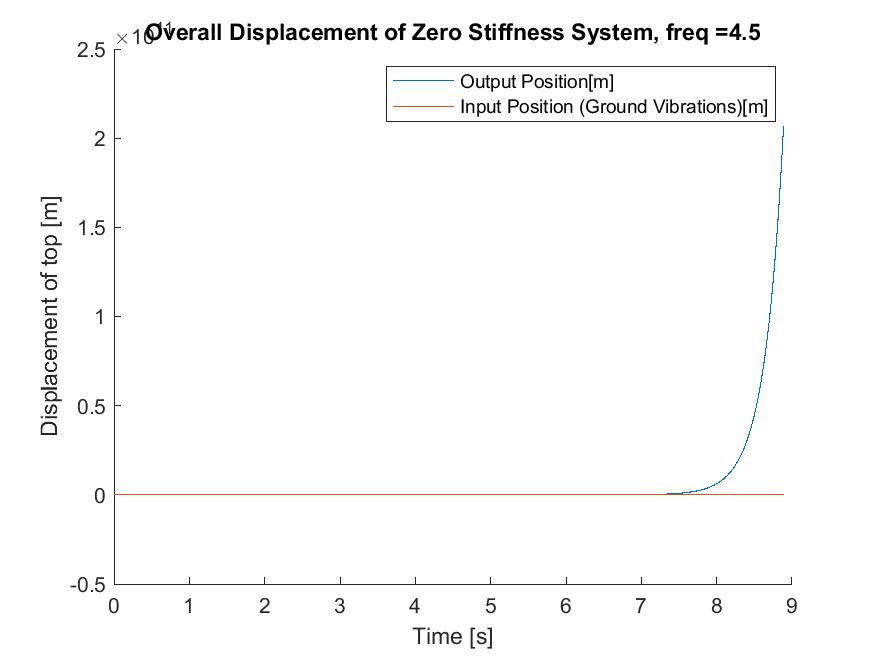 ×10^11
Overall Displacement of Zero Stiffness System, freq =4.5
2.5
Output Position[m]
Input Position (Ground Vibrations)[m]
2
1.5
1
0.5
0
-0.5
Displacement of top [m]
0 1 2 3 4 5 6 7 8 9
Time [s]